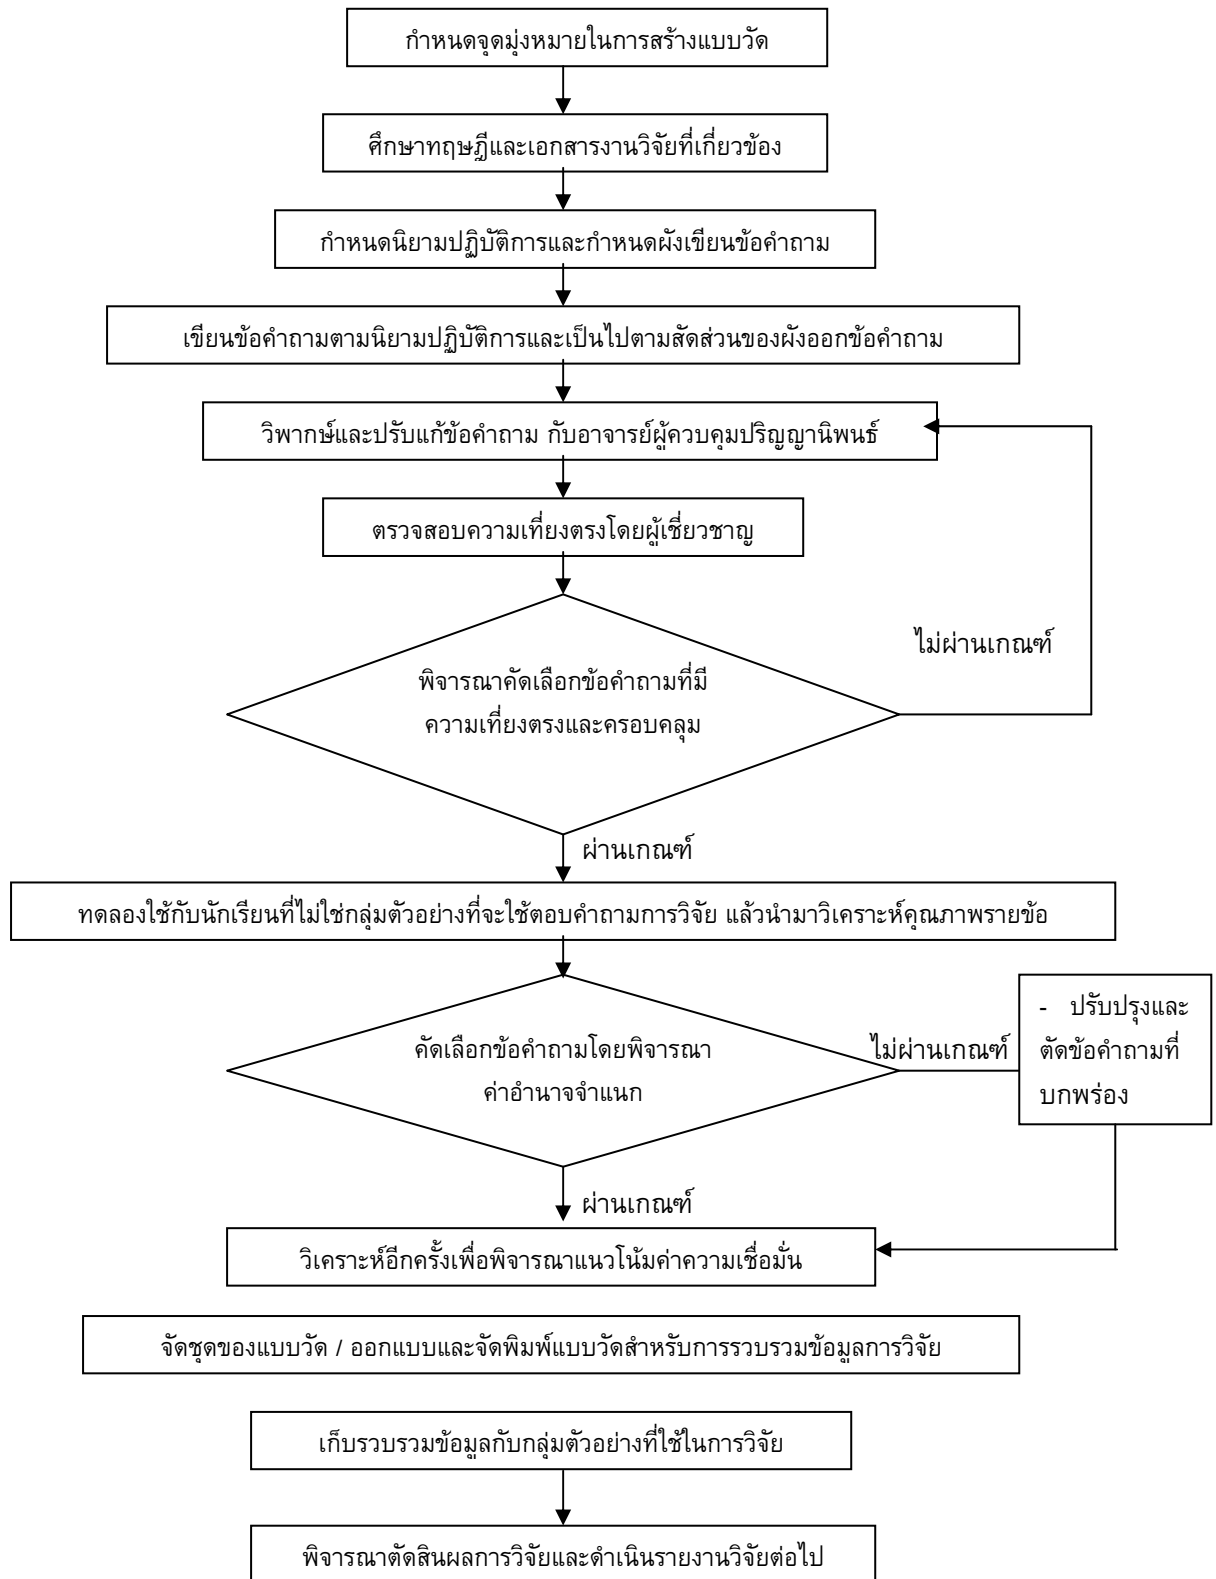 กำหนดจุดมุ่งหมายในการสร้างแบบวัด
ศึกษาทฤษฎีและเอกสารงานวิจัยที่เกี่ยวข้อง
กำหนดนิยามปฏิบัติการและกำหนดผังเขียนข้อคำถาม
เขียนข้อคำถามตามนิยามปฏิบัติการและเป็นไปตามสัดส่วนของผังออกข้อคำถาม
วิพากษ์และปรับแก้ข้อคำถาม กับอาจารย์ผู้ควบคุมปริญญานิพนธ์
ตรวจสอบความเที่ยงตรงโดยผู้เชี่ยวชาญ
ไม่ผ่านเกณฑ์
พิจารณาคัดเลือกข้อคำถามที่มี
ความเที่ยงตรงและครอบคลุม
ผ่านเกณฑ์
ทดลองใช้กับนักเรียนที่ไม่ใช่กลุ่มตัวอย่างที่จะใช้ตอบคำถามการวิจัย แล้วนำมาวิเคราะห์คุณภาพรายข้อ
คัดเลือกข้อคำถามโดยพิจารณา
ค่าอำนาจจำแนก
ไม่ผ่านเกณฑ์
- ปรับปรุงและ
ตัดข้อคำถามที่
บกพร่อง
ผ่านเกณฑ์
วิเคราะห์อีกครั้งเพื่อพิจารณาแนวโน้มค่าความเชื่อมั่น
จัดชุดของแบบวัด / ออกแบบและจัดพิมพ์แบบวัดสำหรับการรวบรวมข้อมูลการวิจัย
เก็บรวบรวมข้อมูลกับกลุ่มตัวอย่างที่ใช้ในการวิจัย
พิจารณาตัดสินผลการวิจัยและดำเนินรายงานวิจัยต่อไป